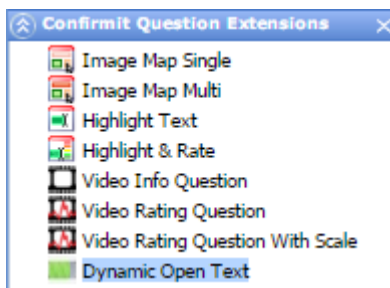 Confirmit Question Extensions
Image Map Single
Image Map Multi
Highlight Text
Highlight & Rate
Video Info Question
Video Rating Question
Video Rating Question With Scale
Dynamic Open Text